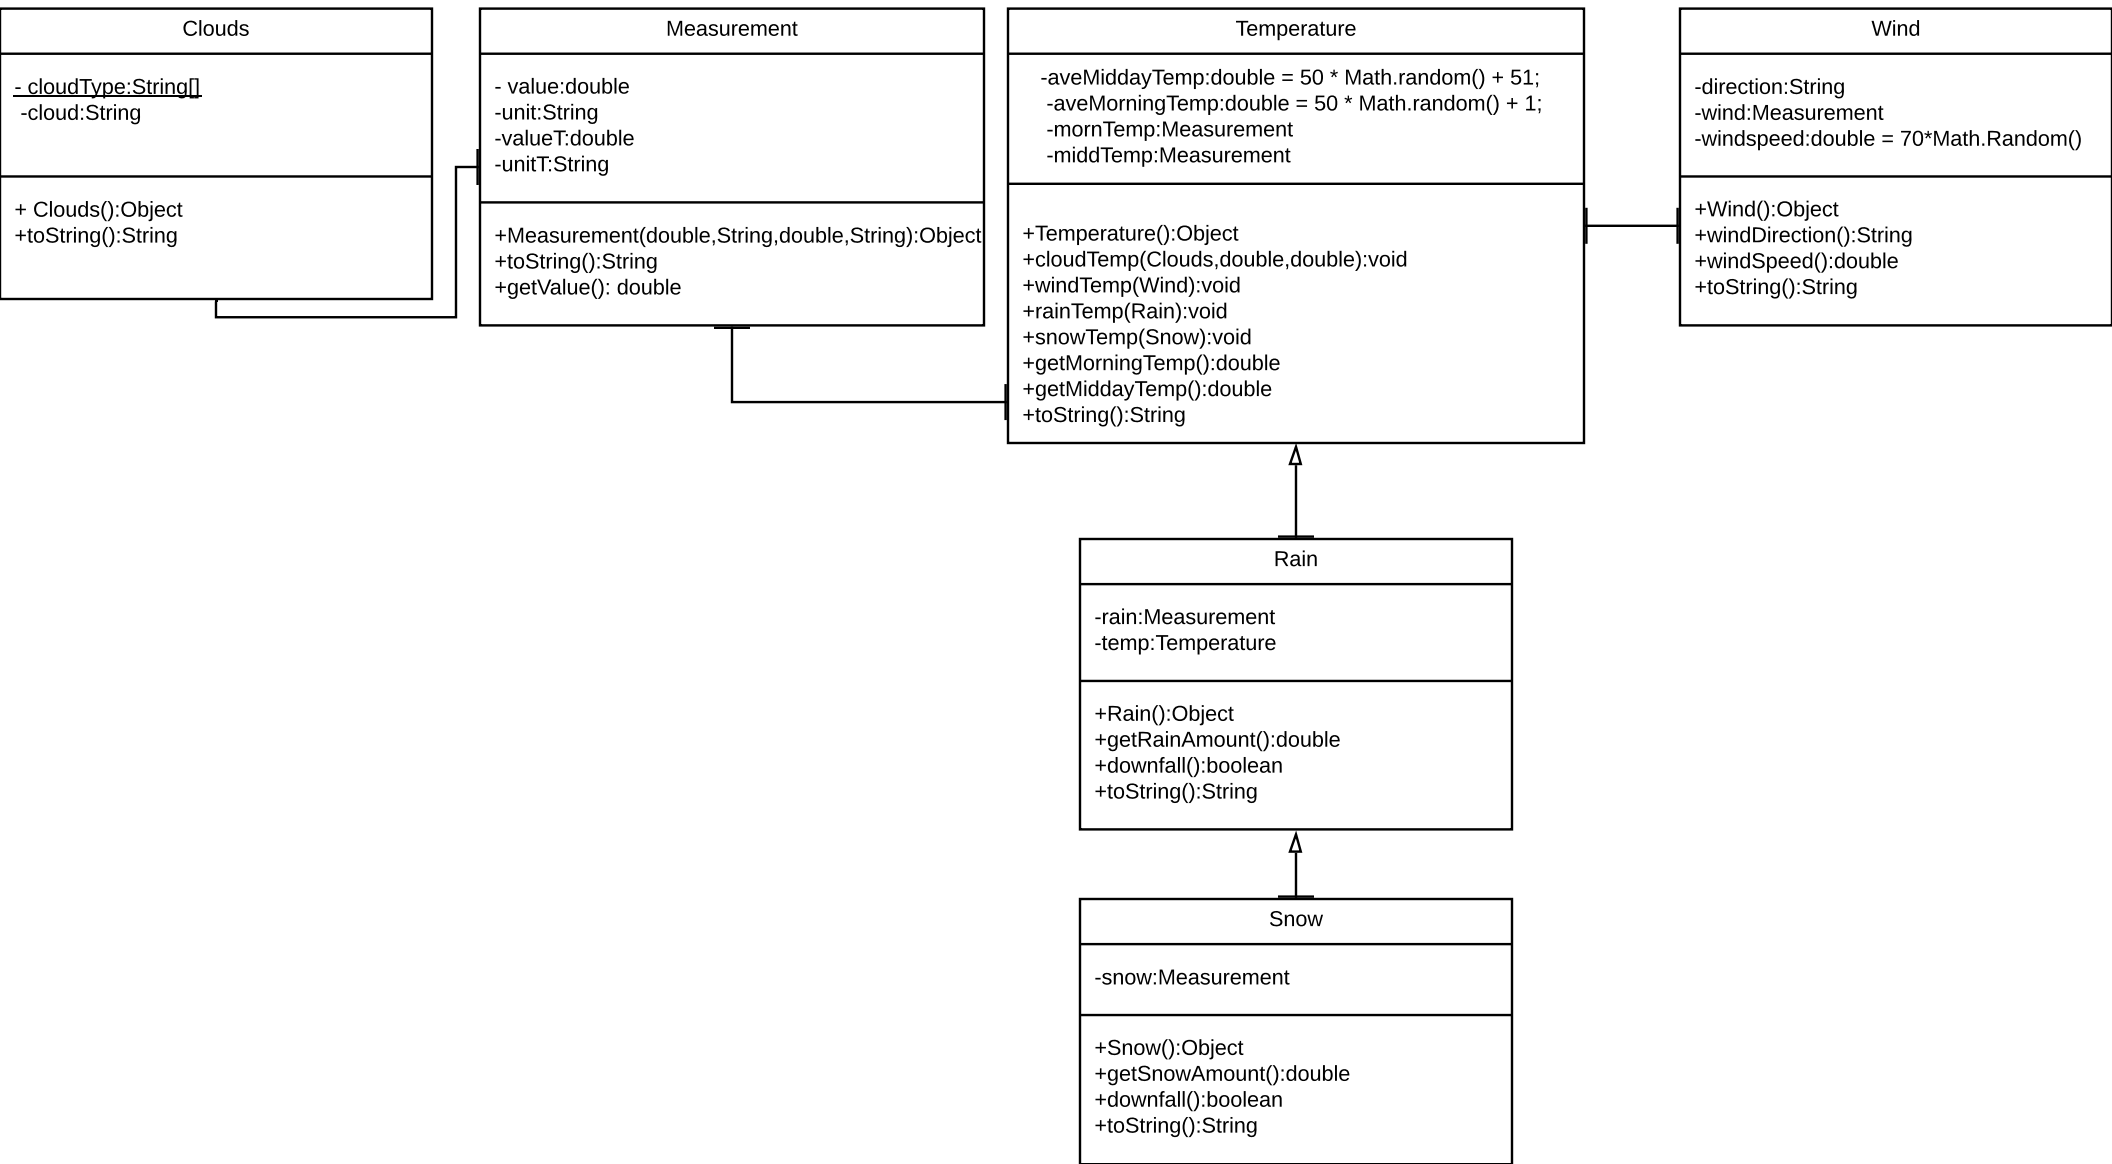 Clouds
- cloudType:String[]
-cloud:String
+ Clouds():Object
+toString():String
Measurement
- value:double
-unit:String
-valueT:double
-unitT:String
+Measurement(double,String,double,String):Object
+toString():String
+getValue(): double
Temperature
-aveMiddayTemp:double = 50 * Math.random() + 51;
-aveMorningTemp:double = 50 * Math.random() + 1;
-mornTemp:Measurement
-middTemp:Measurement
+Temperature():Object
+cloudTemp(Clouds,double,double):void
+windTemp(Wind):void
+rainTemp(Rain):void
+snowTemp(Snow):void
+getMorningTemp():double
+getMiddayTemp():double
+toString():String
Wind
-direction:String
-wind:Measurement
-windspeed:double = 70*Math.Random()
+Wind():Object
+windDirection():String
+windSpeed():double
+toString():String
Rain
-rain:Measurement
-temp:Temperature
+Rain():Object
+getRainAmount():double
+downfall():boolean
+toString():String
Snow
-snow:Measurement
+Snow():Object
+getSnowAmount():double
+downfall():boolean
+toString():String